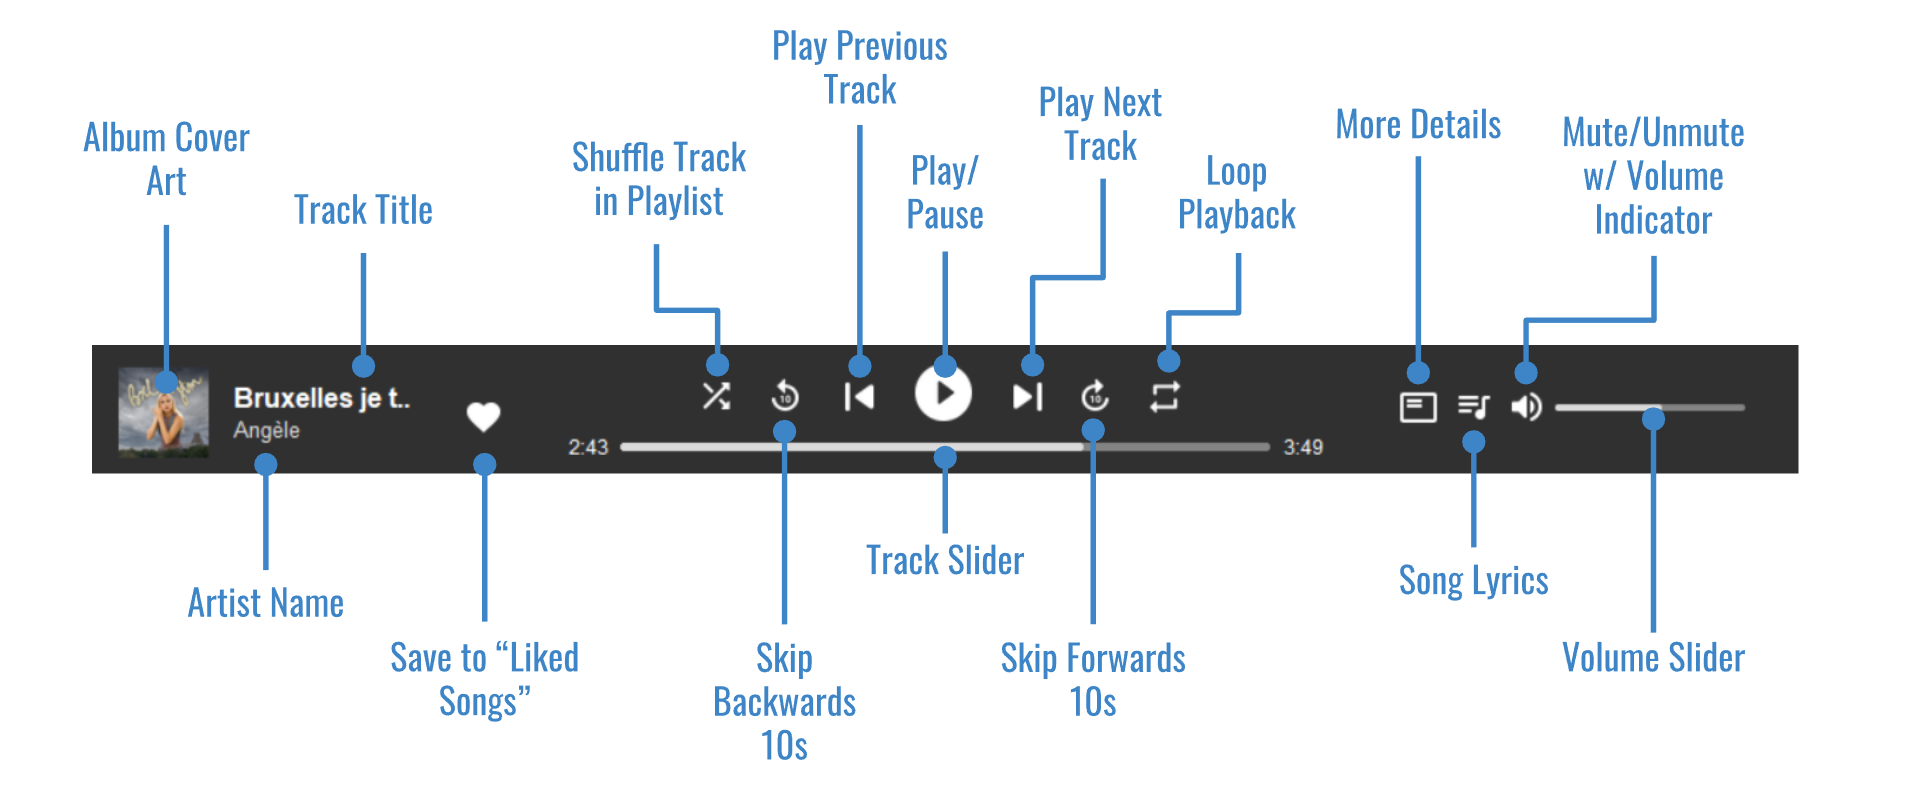 Play Previous
Track
Play Next
Track
More Details
Mute/Unmute
w/ Volume
Indicator
Album Cover
Art
Shuffle Track
in Playlist
Play/
Pause
Loop
Playback
Track Title
Bruxelles je t..
Angèle
10
10
2:43
3:49
Track Slider
Song Lyrics
Artist Name
Save to “Liked
Songs”
Skip
Backwards
10s
Skip Forwards
10s
Volume Slider